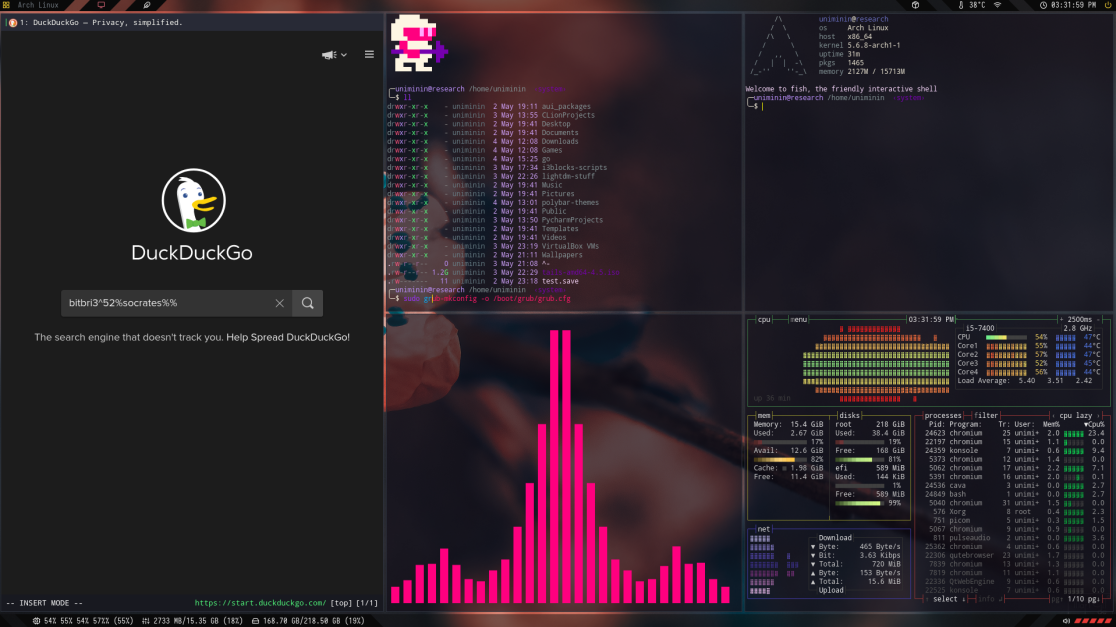 Arch Linux
38°C
03:31:59 PM
1: DuckDuckGo — Privacy, simplified.
DuckDuckGo
bitbri3^52%socrates%%
The search engine that doesn't track you. Help Spread DuckDuckGo!
-- INSERT MODE --
https://start.duckduckgo.com/ [top] [1/1]
uniminin@research /home/uniminin
$ ll
drwxr-xr-x - uniminin 2 May 19:11 aui_packages
drwxr-xr-x - uniminin 3 May 13:55 CLionProjects
drwxr-xr-x - uniminin 2 May 19:41 Desktop
drwxr-xr-x - uniminin 2 May 19:41 Documents
drwxr-xr-x - uniminin 4 May 12:08 Downloads
drwxr-xr-x - uniminin 4 May 12:08 Games
drwxr-xr-x - uniminin 4 May 15:25 go
drwxr-xr-x - uniminin 3 May 17:34 i3blocks-scripts
drwxr-xr-x - uniminin 3 May 22:26 lightdm-stuff
drwxr-xr-x - uniminin 2 May 19:41 Music
drwxr-xr-x - uniminin 2 May 19:41 Pictures
drwxr-xr-x - uniminin 4 May 13:01 polybar-themes
drwxr-xr-x - uniminin 2 May 19:41 Public
drwxr-xr-x - uniminin 3 May 13:50 PycharmProjects
drwxr-xr-x - uniminin 2 May 19:41 Templates
drwxr-xr-x - uniminin 2 May 19:41 Videos
drwxr-xr-x - uniminin 3 May 23:19 VirtualBox VMs
drwxr-xr-x - uniminin 2 May 21:11 Wallpapers
.rw-r--r-- 0 uniminin 3 May 21:08 ^-
.rw-r--r-- 1.2G uniminin 3 May 22:29
.rw-r--r-- 11 uniminin 2 May 23:18 test.save
uniminin@research /home/uniminin
$ sudo grub-mkconfig -o /boot/grub/grub.cfg
uniminin@research
os Arch Linux
host x86_64
kernel 5.6.8-arch1-1
uptime 31m
pkgs 1465
memory 2127M / 15713M
Welcome to fish, the friendly interactive shell
uniminin@research /home/uniminin
$
cpu menu 03:31:59 PM + 2500ms
i5-7400 2.8 GHz
CPU 54% 47°C
Core1 55% 44°C
Core2 57% 47°C
Core3 52% 45°C
Core4 56% 44°C
Load Average: 5.40 3.51 2.42
up 36 min
mem
Memory: 15.4 GiB
Used: 2.67 GiB
17%
Avail: 12.6 GiB
82%
Cache: 1.98 GiB
Free: 11.4 GiB
disks
root 218 GiB
Used: 38.4 GiB
19%
Free: 168 GiB
81%
efi 589 MiB
Used: 144 KiB
1%
Free: 589 MiB
99%
net
Download
▼ Byte: 465 Byte/s
▼ Bit: 3.63 Kibps
▼ Total: 720 MiB
▲ Byte: 153 Byte/s
▲ Total: 15.6 MiB
Upload
processes filter cpu lazy
Pid: Program: Tr: User: Mem% ▼Cpu%
24623 chromium 25 unimi+ 2.0 23.4
22197 chromium 15 unimi+ 1.1 0.0
24359 konsole 7 unimi+ 0.6 9.4
5373 chromium 12 unimi+ 1.4 0.0
5062 chromium 17 unimi+ 2.2 7.1
5391 chromium 16 unimi+ 2.0 0.1
24536 cava 3 unimi+ 0.0 2.7
24849 bash 1 unimi+ 0.0 2.7
5040 chromium 31 unimi+ 1.5 0.0
576 Xorg 8 root 0.4 2.3
751 picom 5 unimi+ 0.3 1.5
5067 chromium 9 unimi+ 0.9 0.0
811 pulseaudio 2 unimi+ 0.0 3.6
25362 chromium 4 unimi+ 0.6 0.0
22306 qutebrowser 23 unimi+ 1.7 0.0
7839 chromium 13 unimi+ 1.3 0.0
7819 chromium 11 unimi+ 1.1 0.0
22336 QtWebEngine 9 unimi+ 0.6 0.0
22325 konsole 7 unimi+ 0.6 0.0
↑ select ↓ info pg↑ 1/10 pg↓
54% 55% 54% 57%% (55%) 2733 MB/15.35 GB (18%) 168.70 GB/218.50 GB (19%)